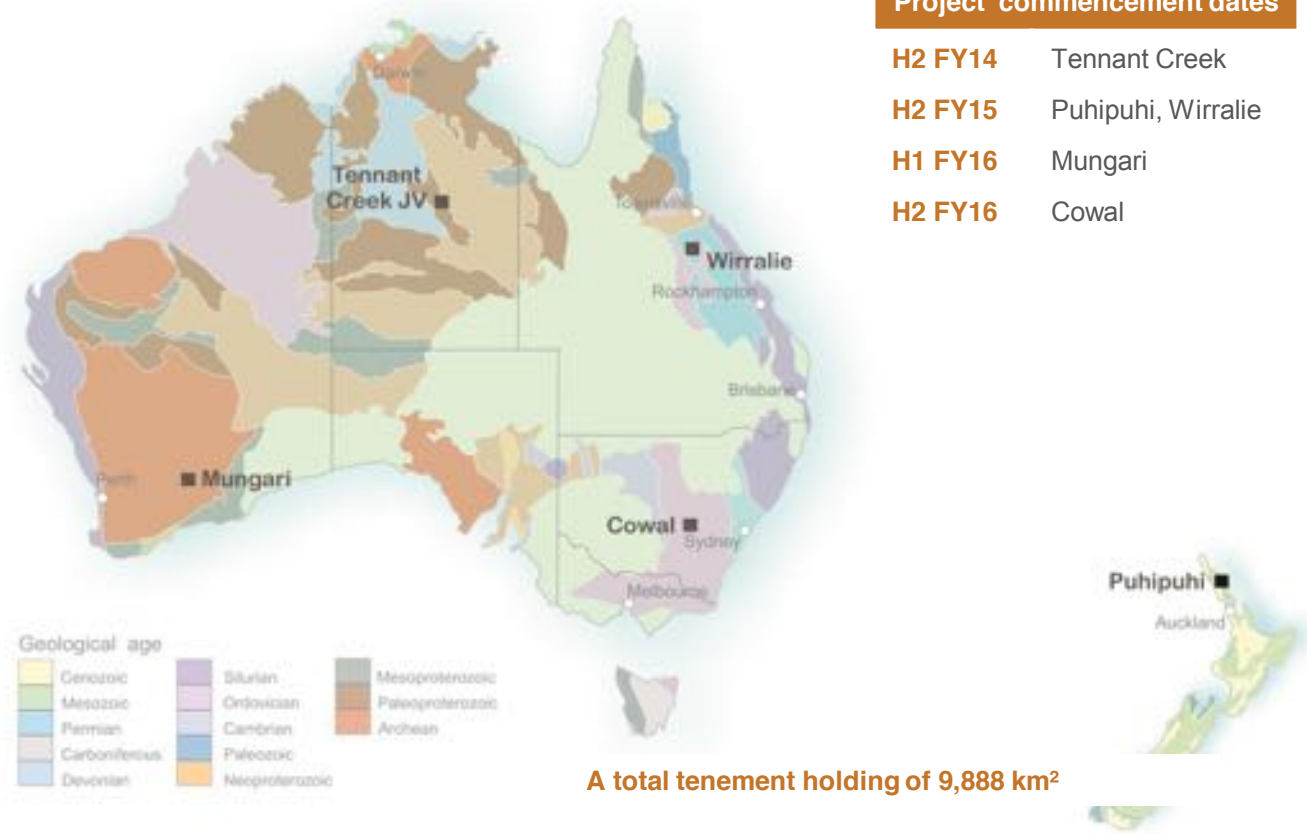 Project commencement dates
H2 FY14 Tennant Creek
H2 FY15 Puhipuhi, Wirralie
H1 FY16 Mungari
H2 FY16 Cowal
Darwin
Tennant
Creek JV
Townsville
Wirralie
Rockhampton
Brisbane
Perth
Mungari
Cowal
Sydney
Melbourne
Puhipuhi
Auckland
Geological age
Cenozoic
Mesozoic
Permian
Carboniferous
Devonian
Silurian
Ordovician
Cambrian
Paleozoic
Neoproterozoic
Mesoproterozoic
Paleoproterozoic
Archean
A total tenement holding of 9,888 km²